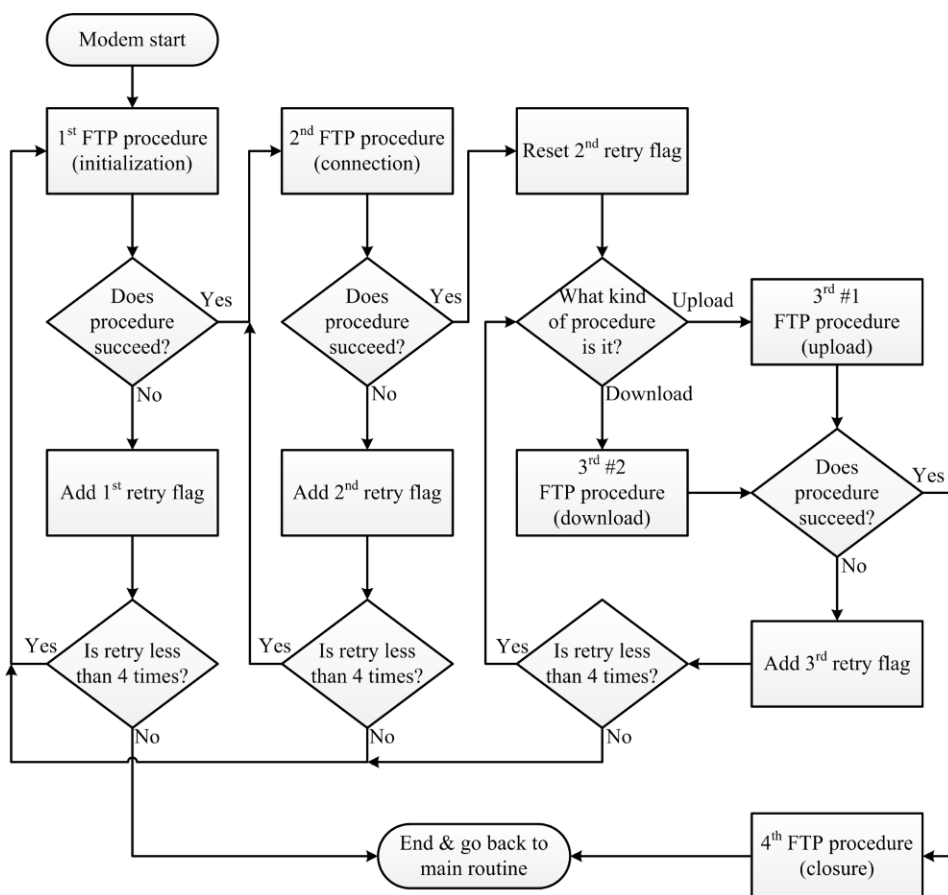 Modem start
1st FTP procedure
(initialization)
2nd FTP procedure
(connection)
Reset 2nd retry flag
Does
procedure
succeed?
Yes
No
Does
procedure
succeed?
Yes
No
What kind
of procedure
is it?
Upload
Download
3rd #1
FTP procedure
(upload)
Add 1st retry flag
Add 2nd retry flag
3rd #2
FTP procedure
(download)
Does
procedure
succeed?
Yes
No
Yes
Is retry less
than 4 times?
No
Yes
Is retry less
than 4 times?
No
Yes
Is retry less
than 4 times?
No
Add 3rd retry flag
End & go back to
main routine
4th FTP procedure
(closure)